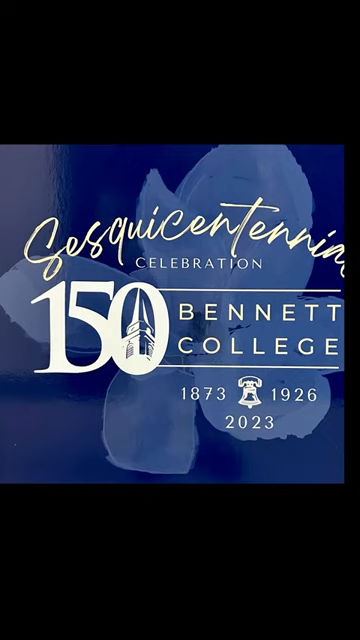 Sesquicentennia
CELEBRATION
150
BENNETT
COLLEGE
1873 1926
2023